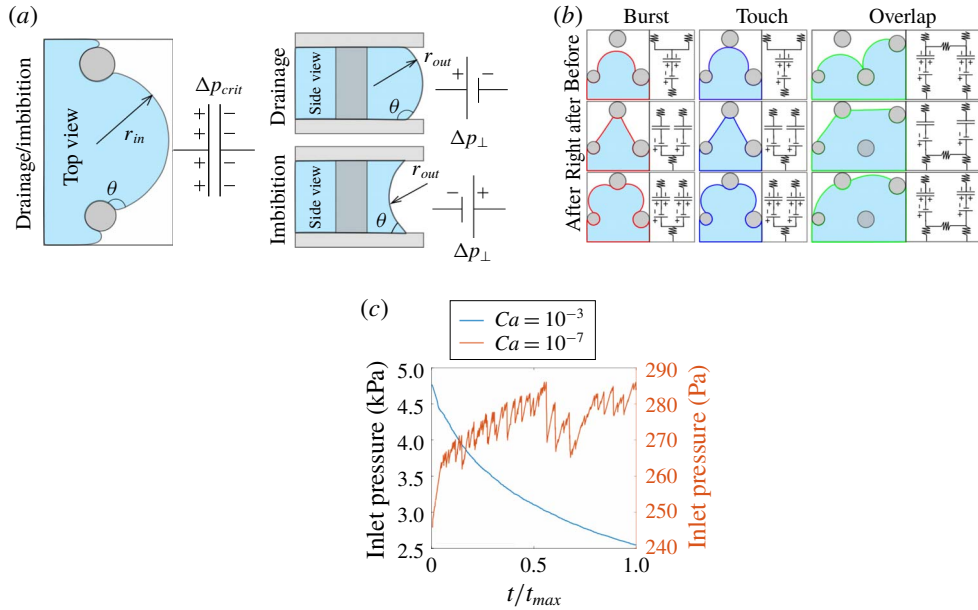 (a)
Drainage/imbibition
Top view
r_in
θ
θ
Δp_crit
+ −
+ −
+ −
+ −
Drainage
Side view
r_out
θ
+ −
Δp_⊥
Imbibition
Side view
r_out
θ
− +
Δp_⊥
(b)
Burst Touch Overlap
Before
Right after
After
(c)
Ca = 10^−3
Ca = 10^−7
Inlet pressure (kPa)
5.0
4.5
4.0
3.5
3.0
2.5
290
280
270
260
250
240
Inlet pressure (Pa)
0 0.5 1.0
t/t_max